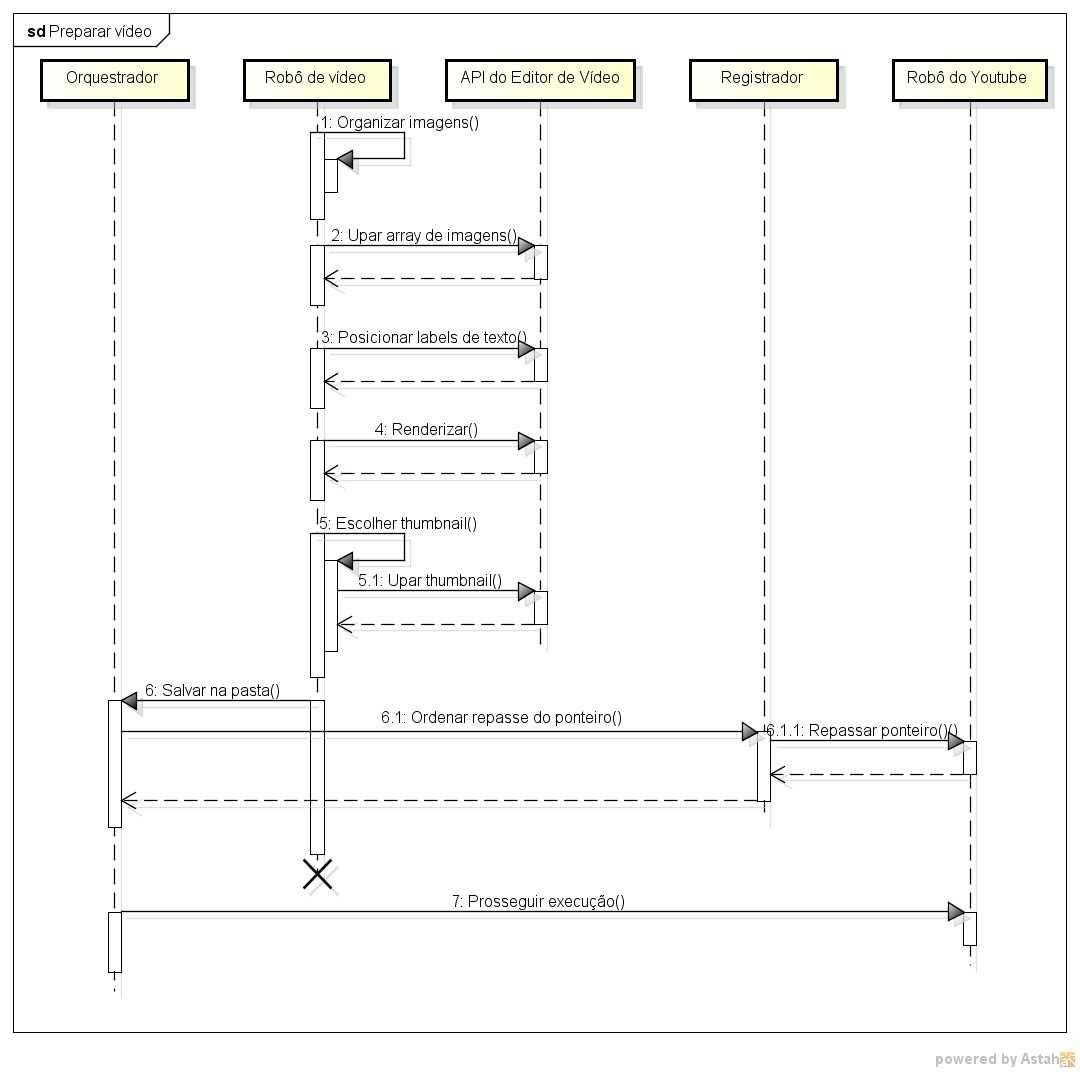 sd Preparar vídeo
Orquestrador
Robô de vídeo
API do Editor de Vídeo
Registrador
Robô do Youtube
1: Organizar imagens()
2: Upar array de imagens()
3: Posicionar labels de texto()
4: Renderizar()
5: Escolher thumbnail()
5.1: Upar thumbnail()
6: Salvar na pasta()
6.1: Ordenar repasse do ponteiro()
6.1.1: Repassar ponteiro()()
7: Prosseguir execução()
powered by Astah